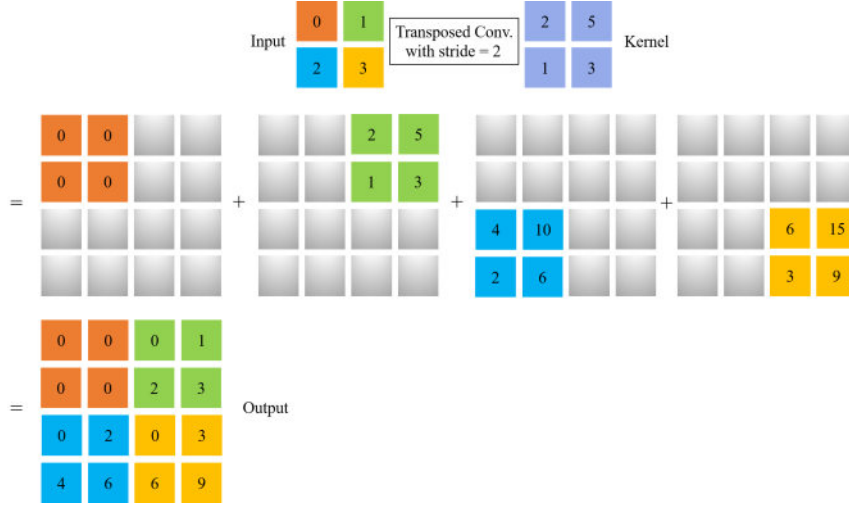 0 1
Input Transposed Conv. 2 5 Kernel
with stride = 2
2 3 1 3
0 0 2 5
0 0 1 3
= + + +
4 10 6 15
2 6 3 9
0 0 0 1
0 0 2 3
= Output
0 2 0 3
4 6 6 9